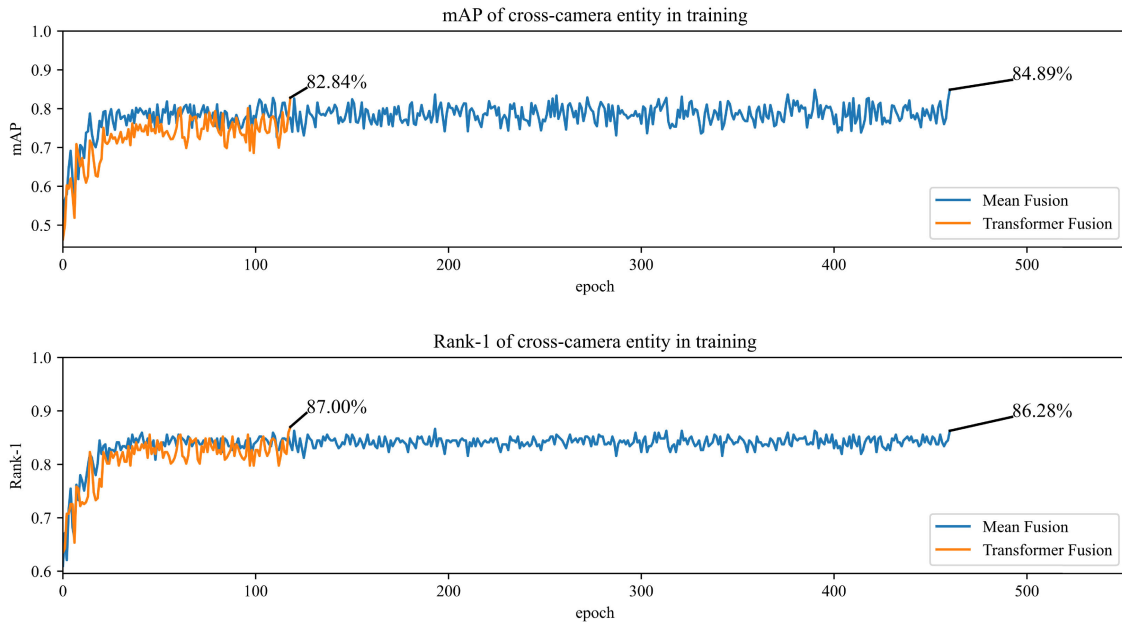 mAP of cross-camera entity in training
1.0
0.9
0.8
0.7
0.6
0.5
mAP
82.84%
84.89%
Mean Fusion
Transformer Fusion
0 100 200 300 400 500
epoch
Rank-1 of cross-camera entity in training
1.0
0.9
0.8
0.7
0.6
Rank-1
87.00%
86.28%
Mean Fusion
Transformer Fusion
0 100 200 300 400 500
epoch